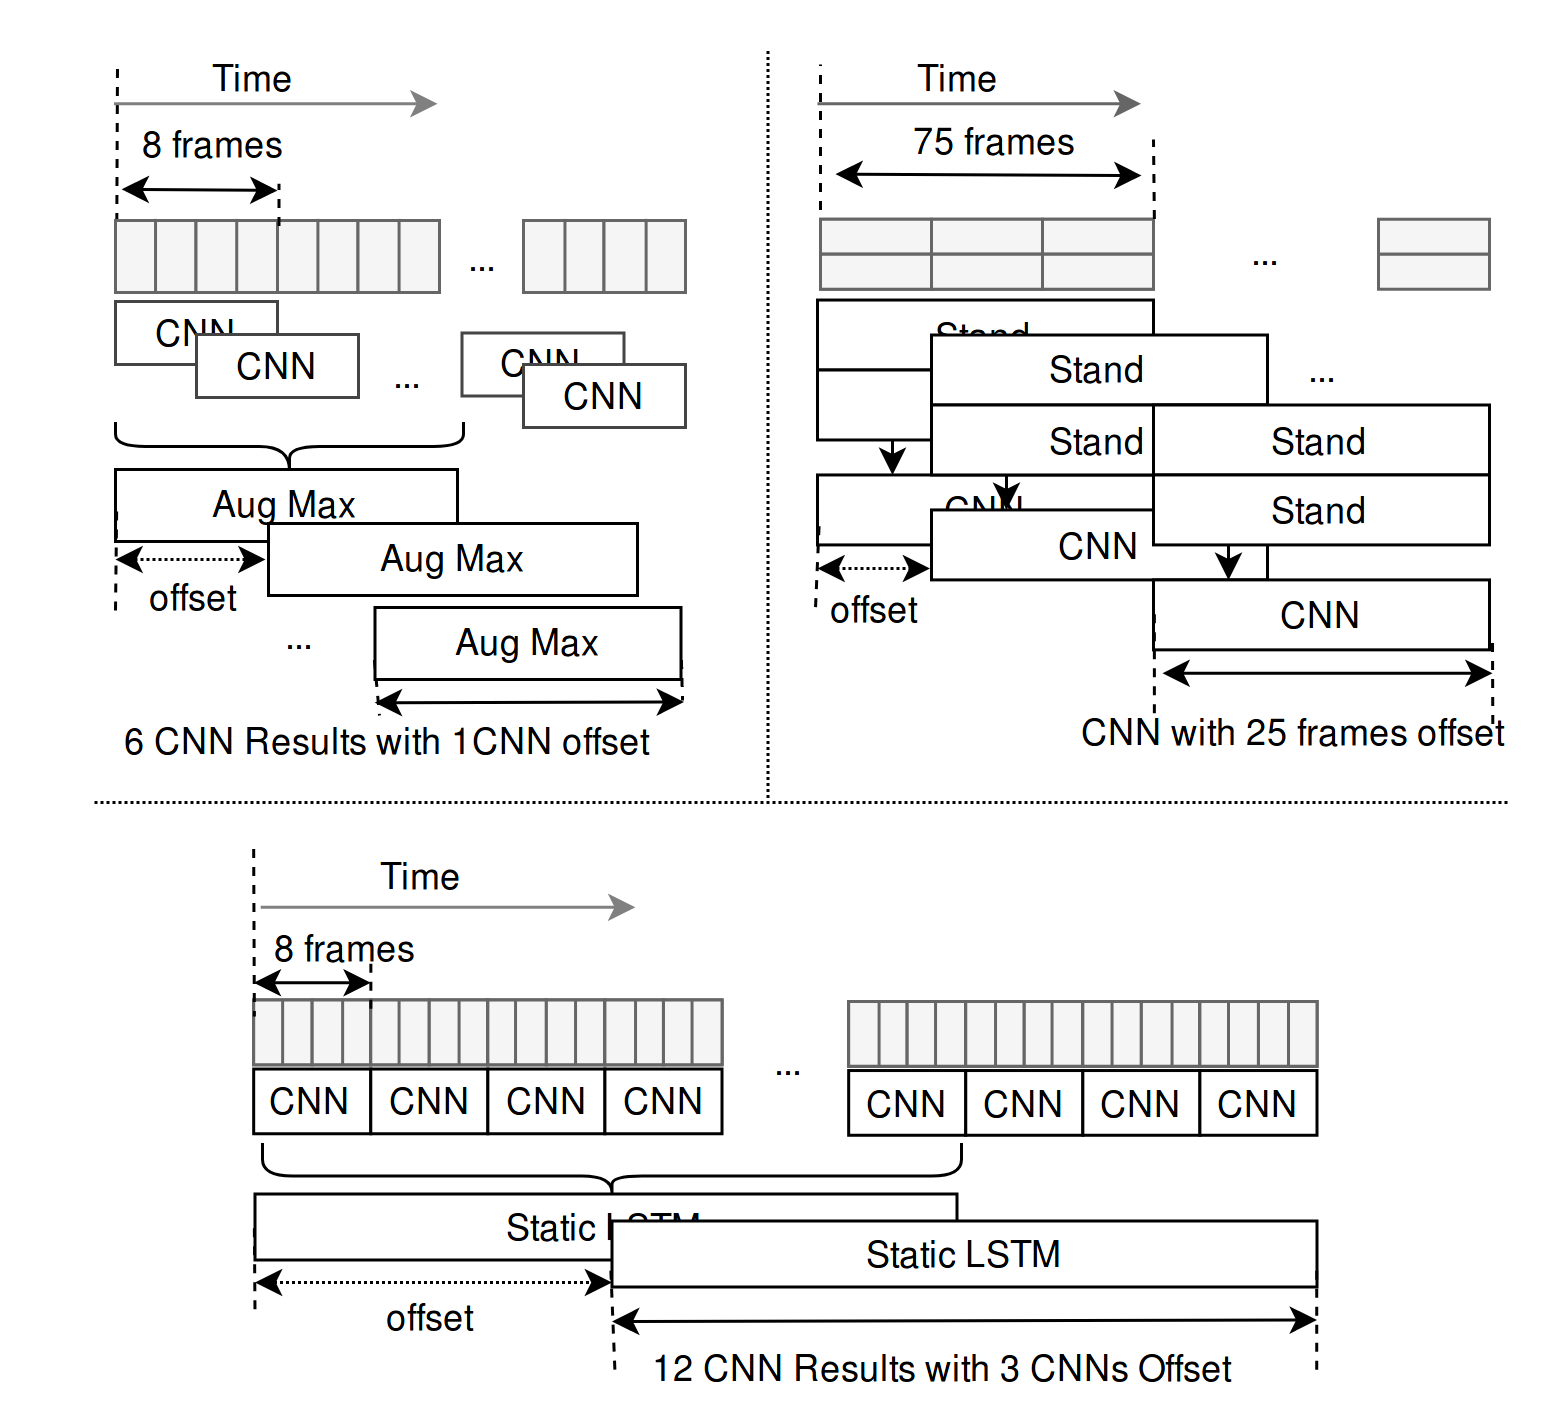 Time
8 frames
...
CNN
CNN
...
CNN
CNN
Aug Max
Aug Max
offset
...
Aug Max
6 CNN Results with 1CNN offset
Time
75 frames
...
Stand
Stand
...
Stand
Stand
Stand
CNN
CNN
offset
CNN
CNN with 25 frames offset
Time
8 frames
...
CNN CNN CNN CNN
CNN CNN CNN CNN
Static LSTM
Static LSTM
offset
12 CNN Results with 3 CNNs Offset